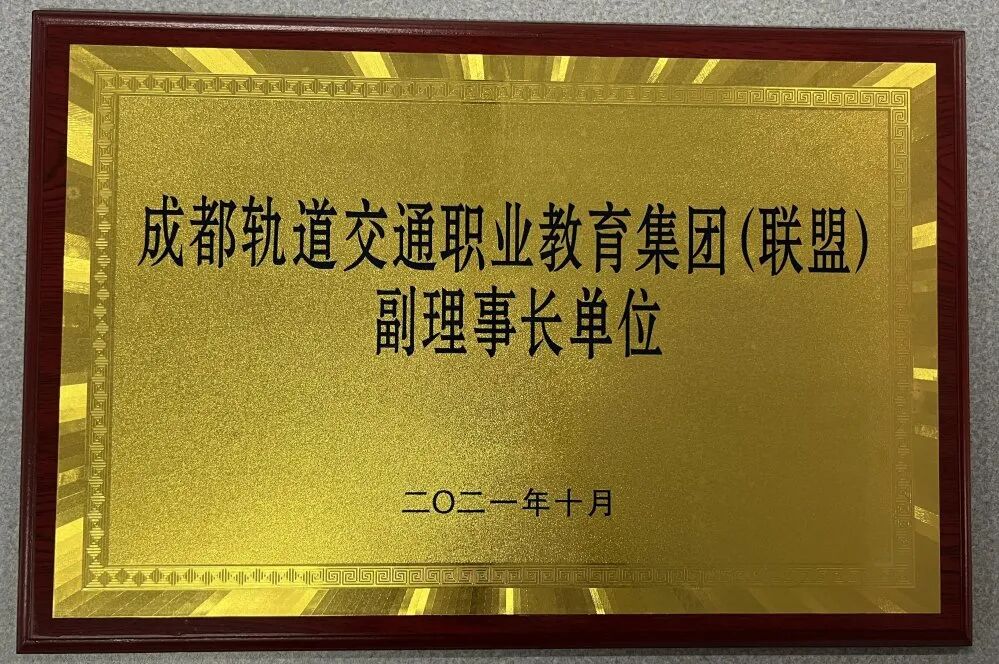 成都轨道交通职业教育集团(联盟)
副理事长单位
二〇二一年十月